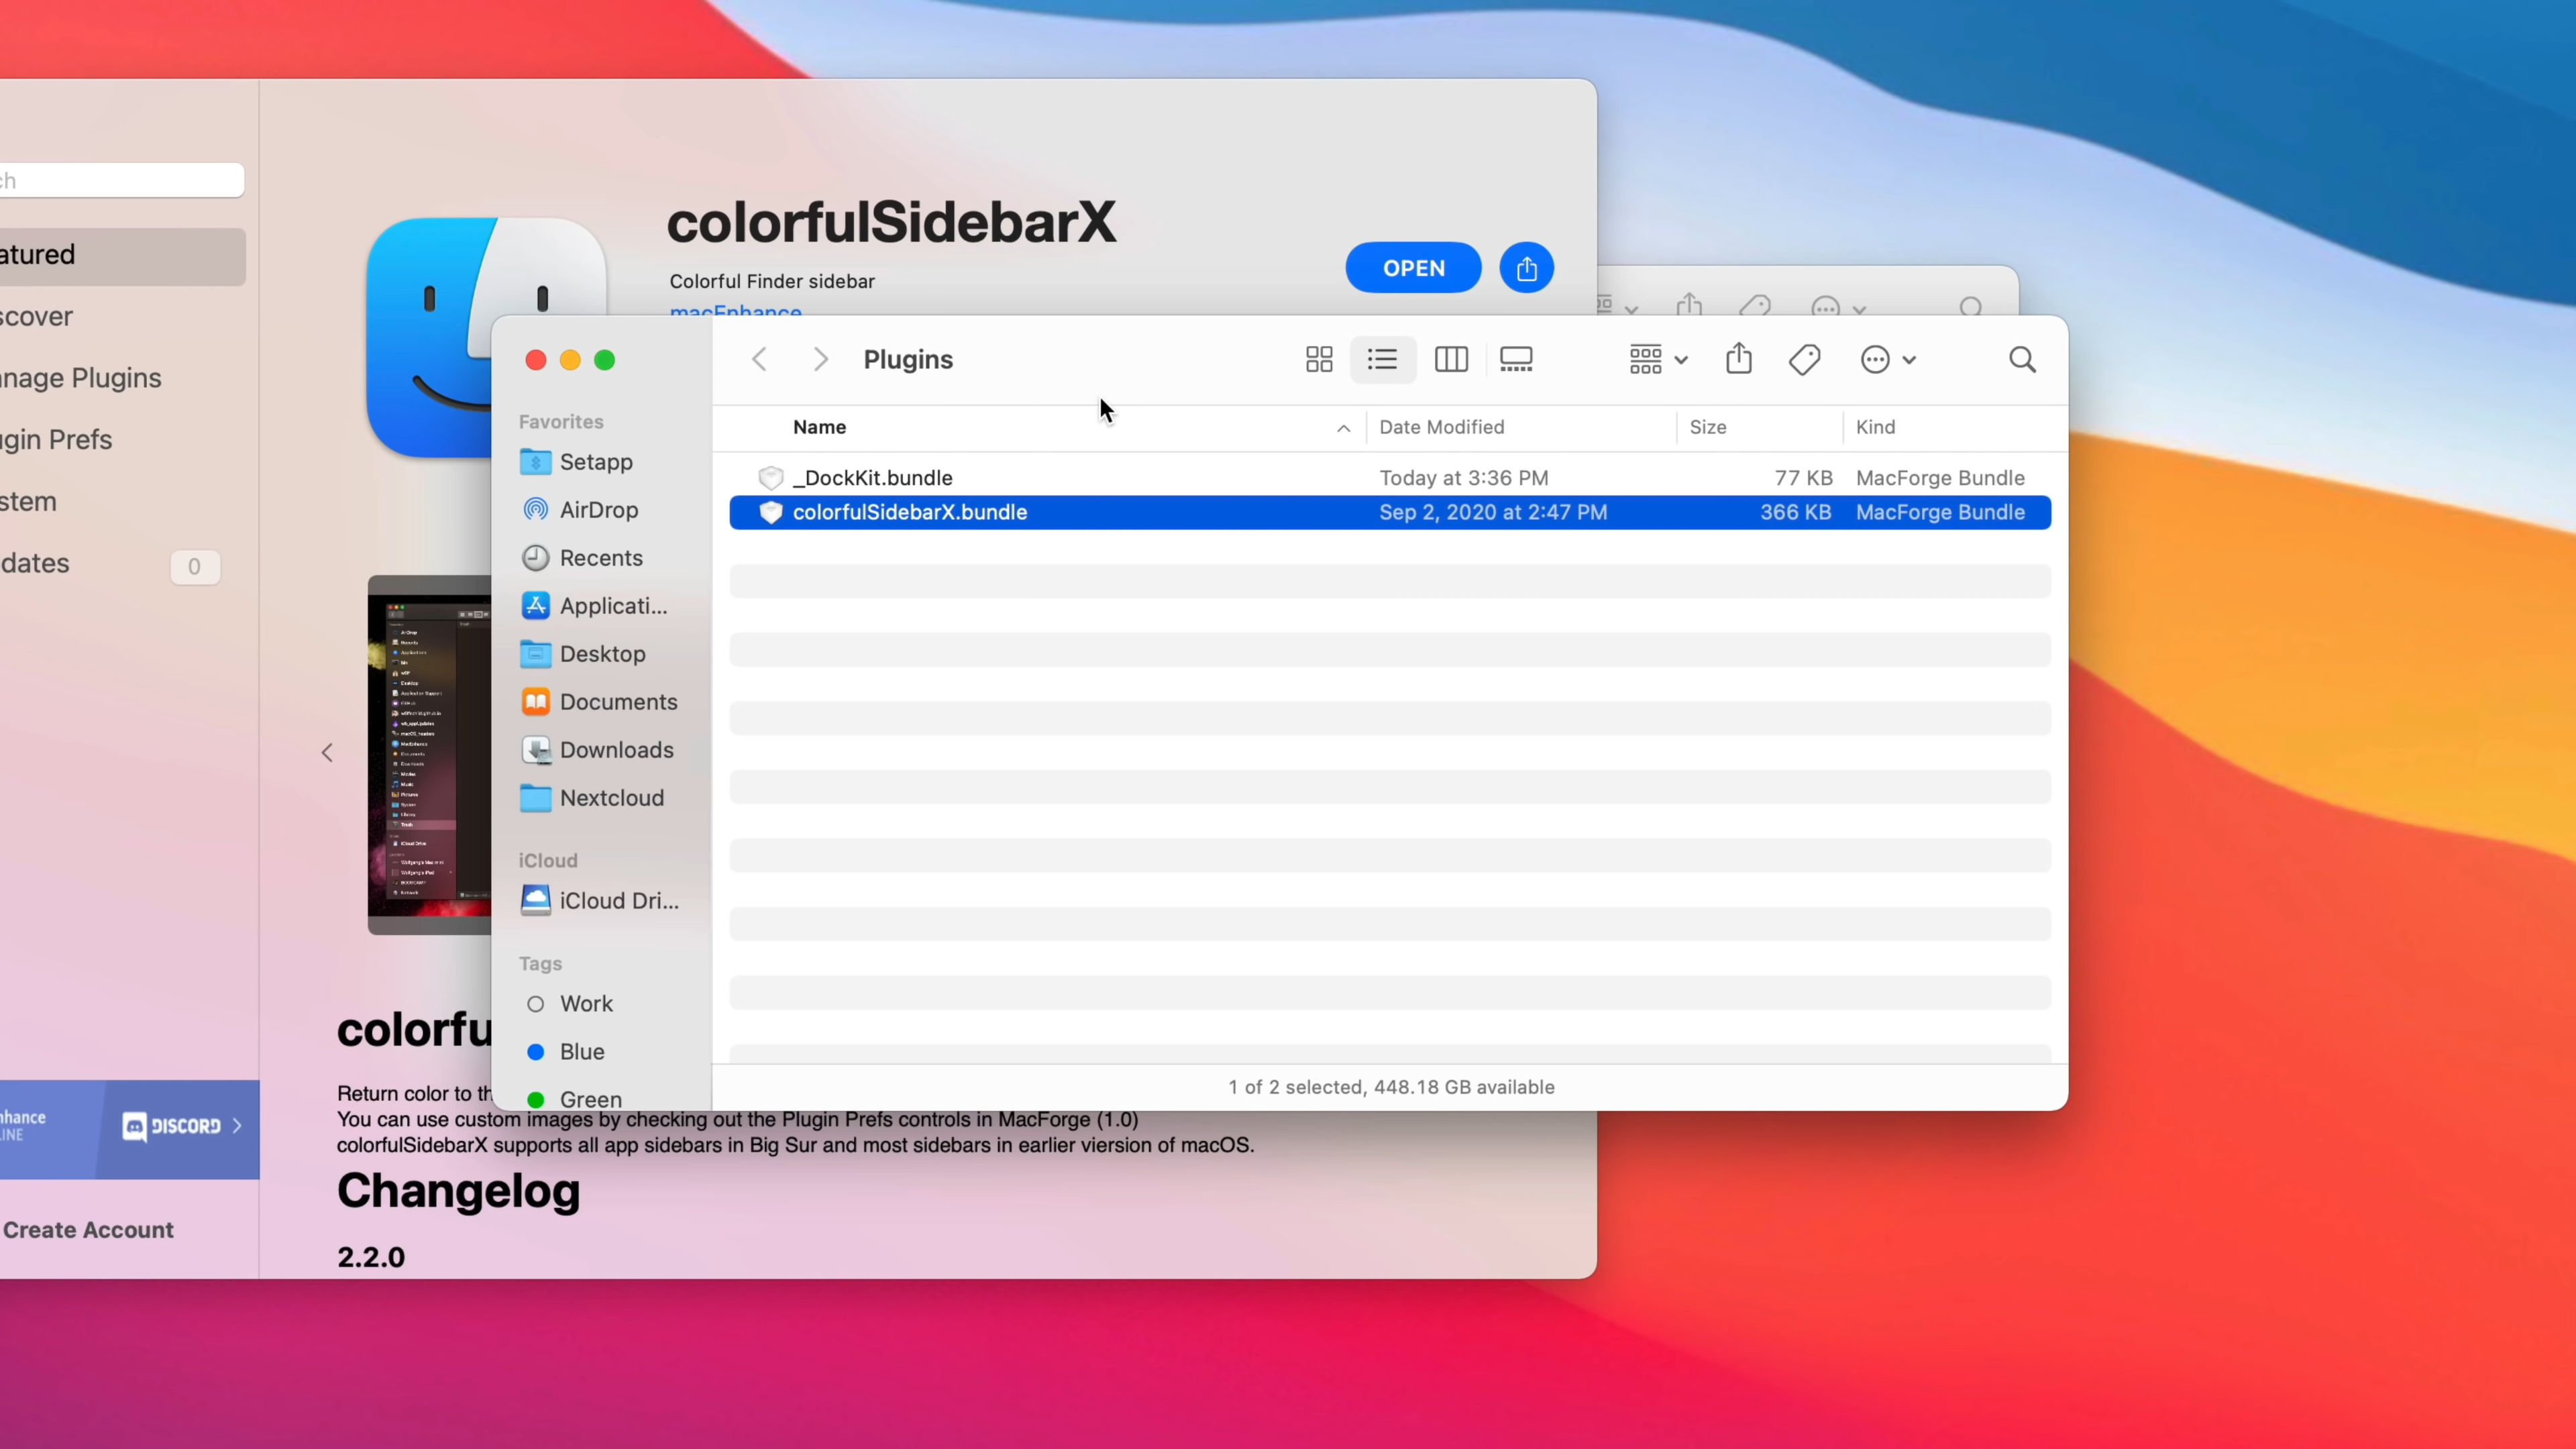 ch
atured
scover
anage Plugins
ugin Prefs
stem
dates
0
nhance
INE
DISCORD
Create Account
colorfulSidebarX
Colorful Finder sidebar
macEnhance
OPEN
Plugins
Favorites
Setapp
AirDrop
Recents
Applicati...
Desktop
Documents
Downloads
Nextcloud
iCloud
iCloud Dri...
Tags
Work
Blue
Green
Name Date Modified Size Kind
_DockKit.bundle Today at 3:36 PM 77 KB MacForge Bundle
colorfulSidebarX.bundle Sep 2, 2020 at 2:47 PM 366 KB MacForge Bundle
1 of 2 selected, 448.18 GB available
colorfu
Return color to th
You can use custom images by checking out the Plugin Prefs controls in MacForge (1.0)
colorfulSidebarX supports all app sidebars in Big Sur and most sidebars in earlier viersion of macOS.
Changelog
2.2.0